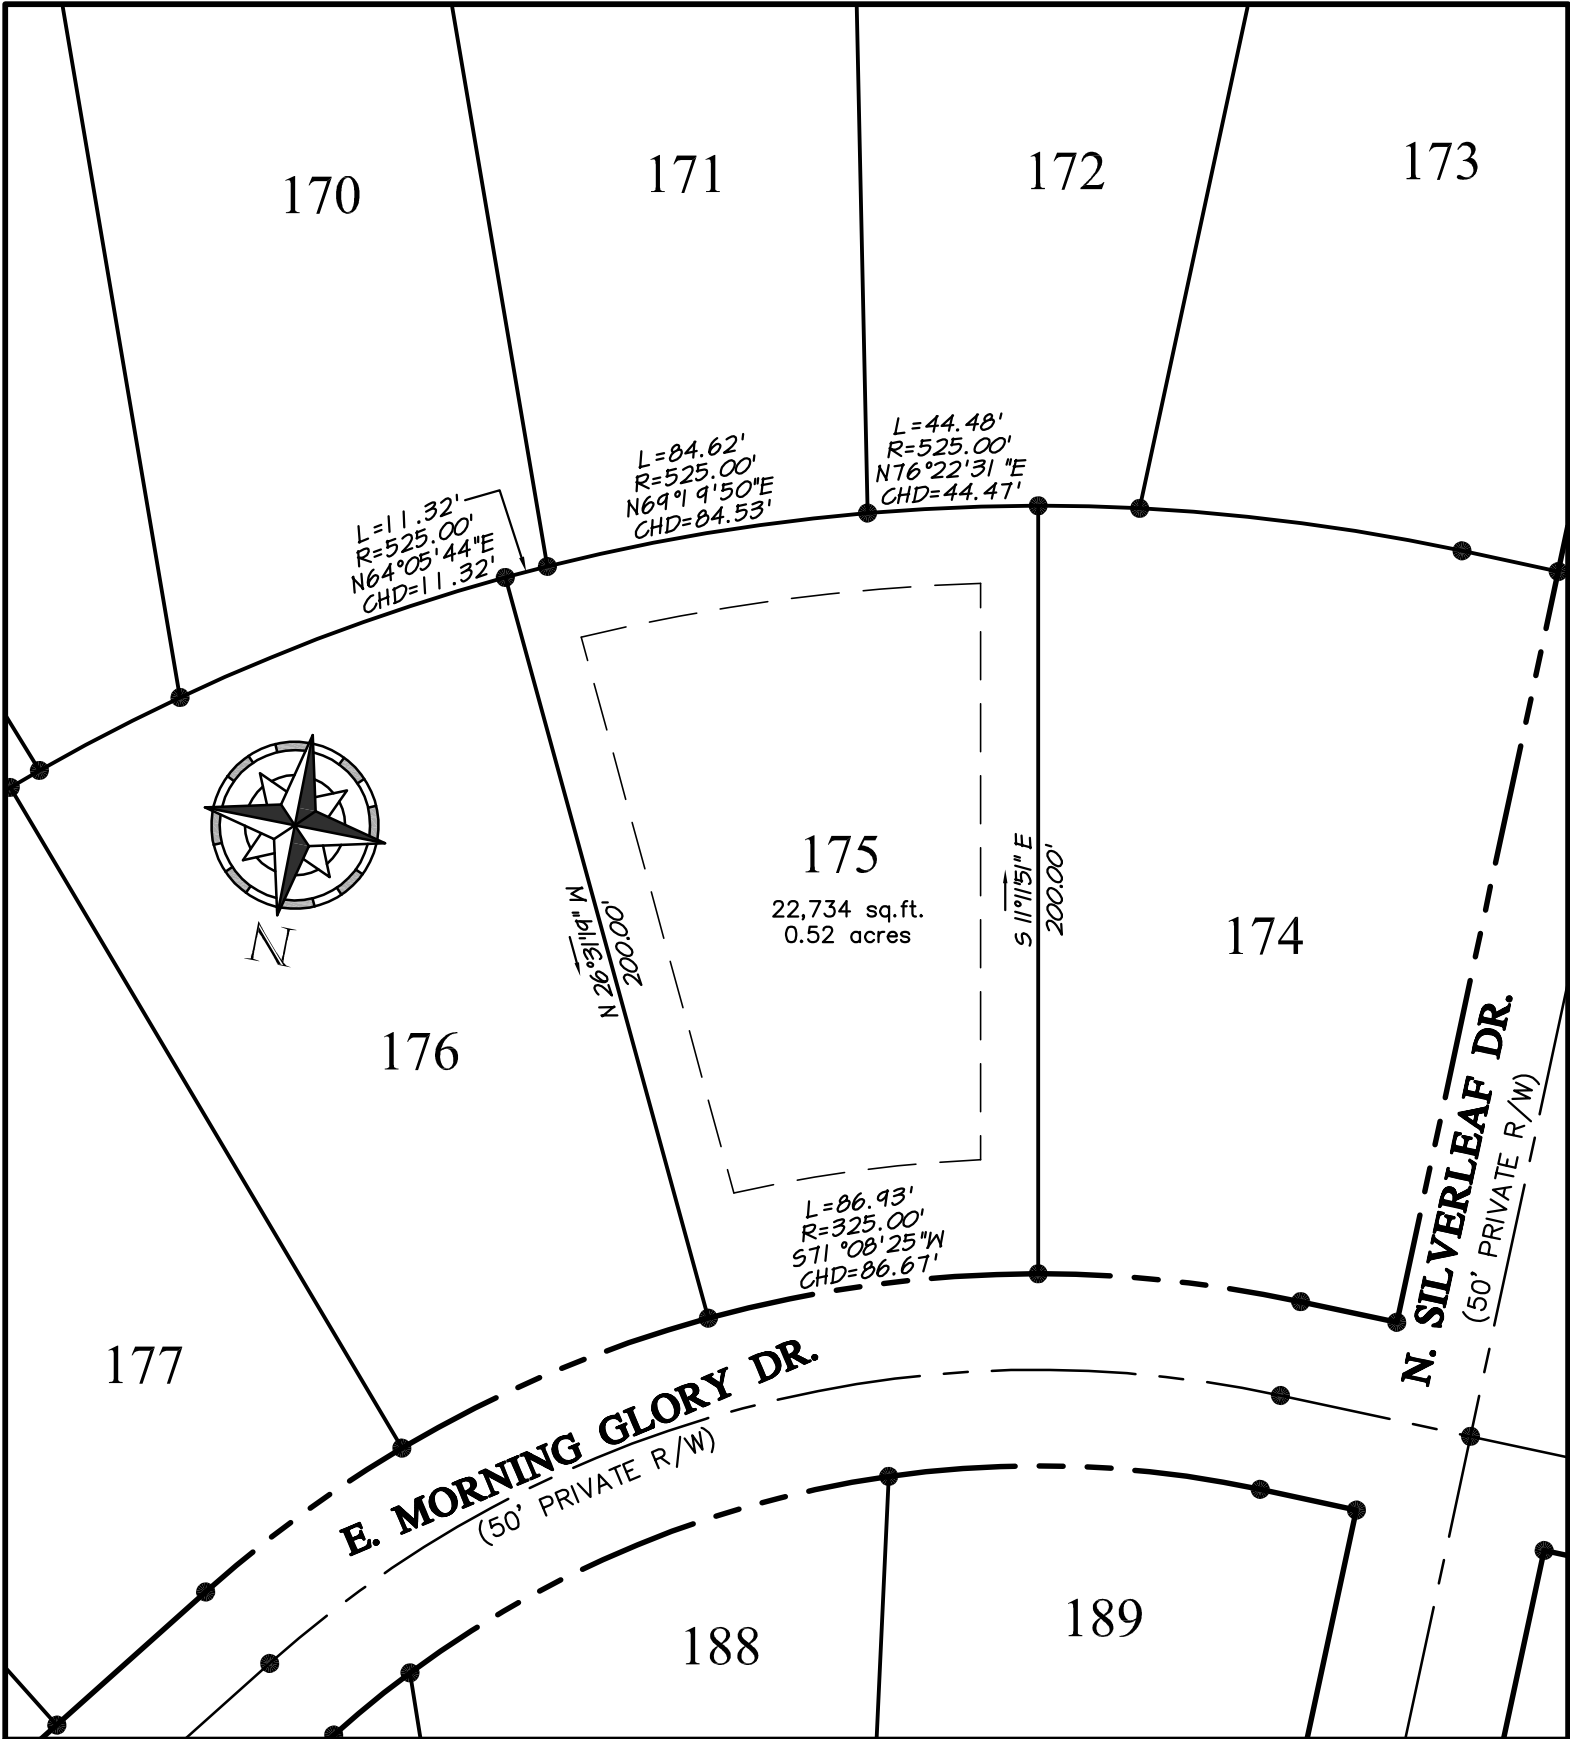 170
171
172
173
L=11.32'
R=525.00'
N64°05'44"E
CHD=11.32'
L=84.62'
R=525.00'
N69°19'50"E
CHD=84.53'
L=44.48'
R=525.00'
N76°22'31"E
CHD=44.47'
N
176
177
N 26°31'19" W
200.00'
175
22,734 sq.ft.
0.52 acres
S 11°11'51" E
200.00'
174
L=86.93'
R=325.00'
S71°08'25"W
CHD=86.67'
E. MORNING GLORY DR.
(50' PRIVATE R/W)
N. SILVERLEAF DR.
(50' PRIVATE R/W)
188
189